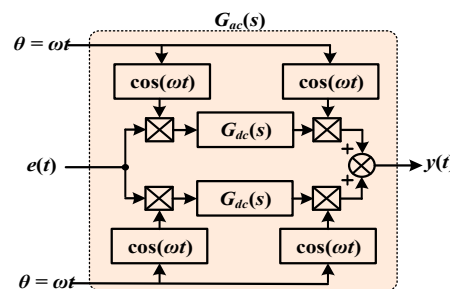 G_ac(s)
θ = ωt
cos(ωt) cos(ωt)
G_dc(s)
+
e(t) y(t)
+
G_dc(s)
cos(ωt) cos(ωt)
θ = ωt